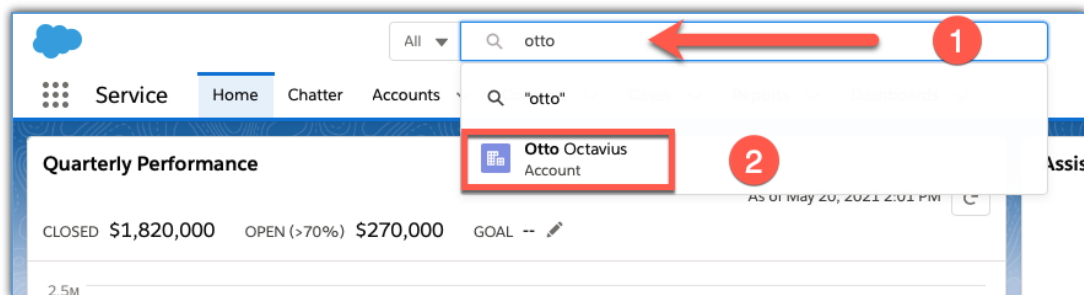 All
otto
1
Service
Home
Chatter
Accounts
"otto"
Otto Octavius
Account
2
Quarterly Performance
Assis
As of May 20, 2021 2:01 PM
CLOSED $1,820,000 OPEN (>70%) $270,000 GOAL --
2.5M